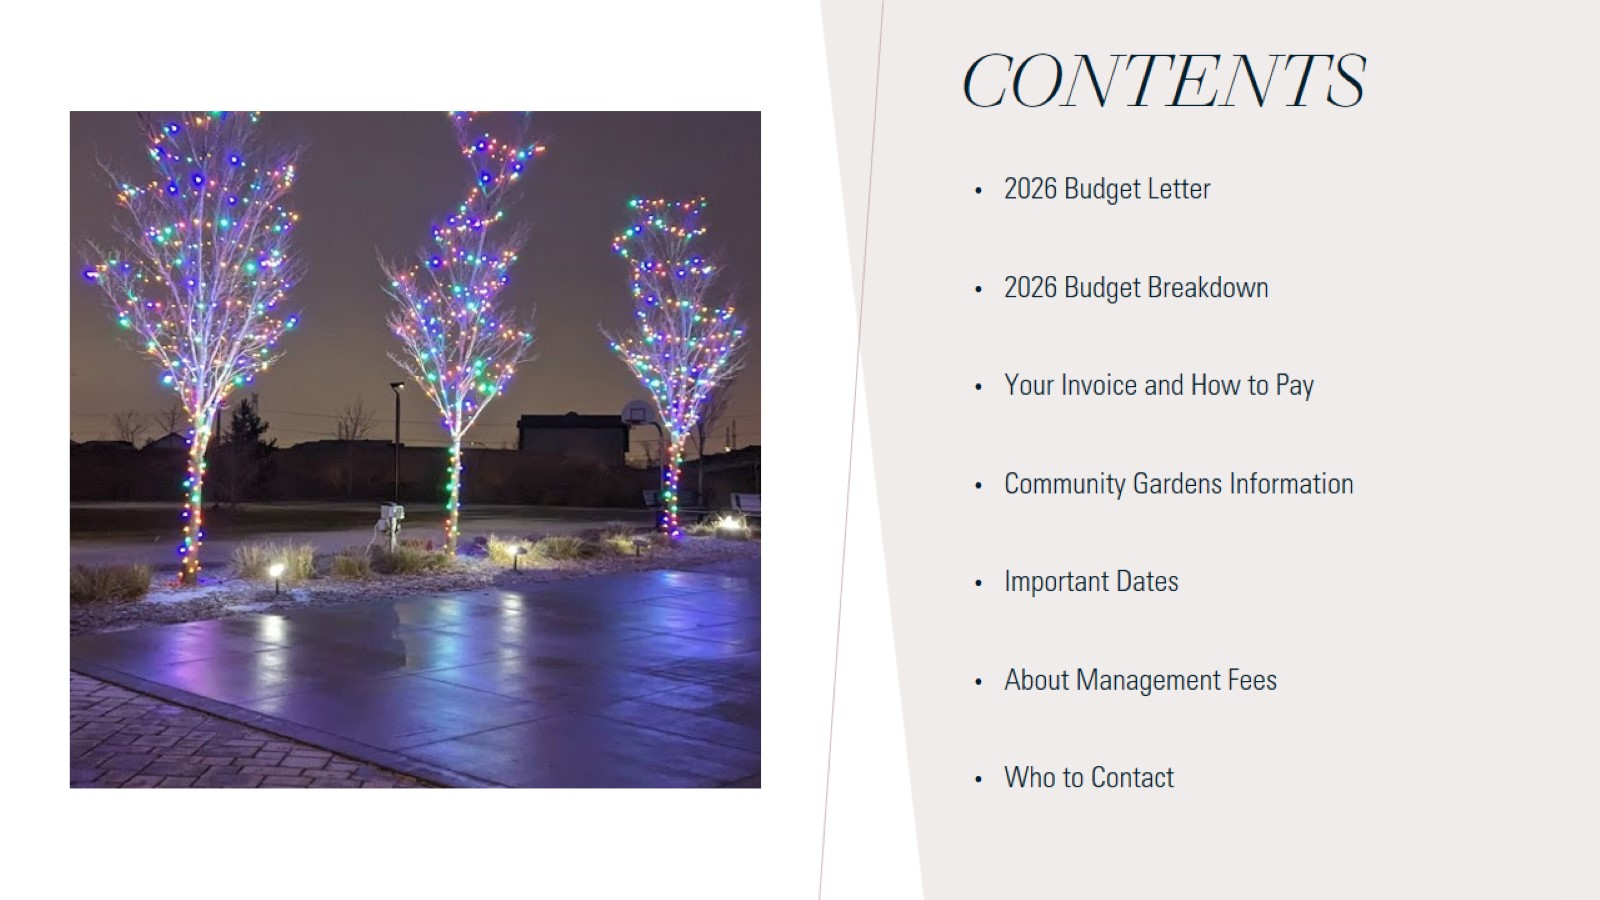 CONTENTS
• 2026 Budget Letter
• 2026 Budget Breakdown
• Your Invoice and How to Pay
• Community Gardens Information
• Important Dates
• About Management Fees
• Who to Contact